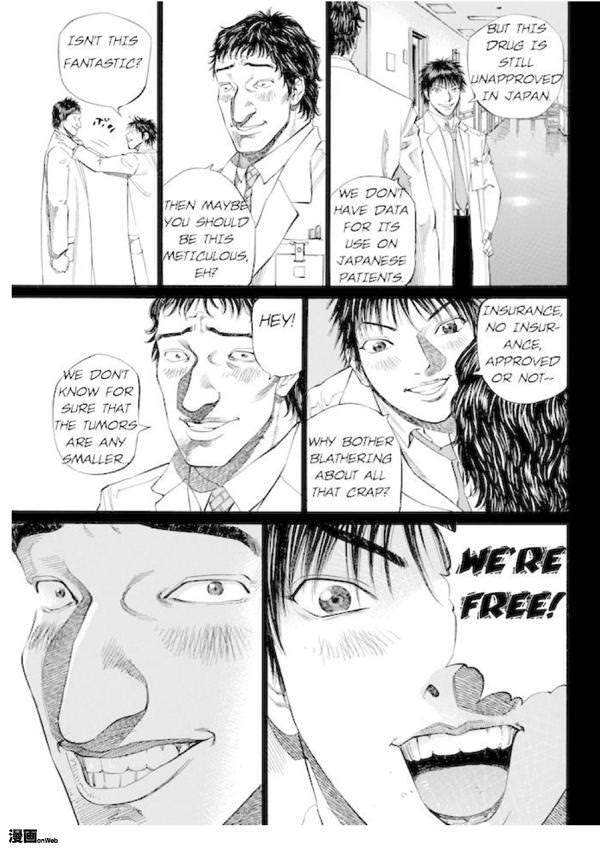 BUT THIS
DRUG IS
STILL
UNAPPROVED
IN JAPAN.
WE DON'T
HAVE DATA
FOR ITS
USE ON
JAPANESE
PATIENTS.
THEN MAYBE
YOU SHOULD
BE THIS
METICULOUS,
EH?
ISN'T THIS
FANTASTIC?
INSURANCE,
NO INSUR-
ANCE,
APPROVED
OR NOT--
WHY BOTHER
BLATHERING
ABOUT ALL
THAT CRAP?
HEY!
WE DON'T
KNOW FOR
SURE THAT
THE TUMORS
ARE ANY
SMALLER.
WE'RE
FREE!
漫画onWeb